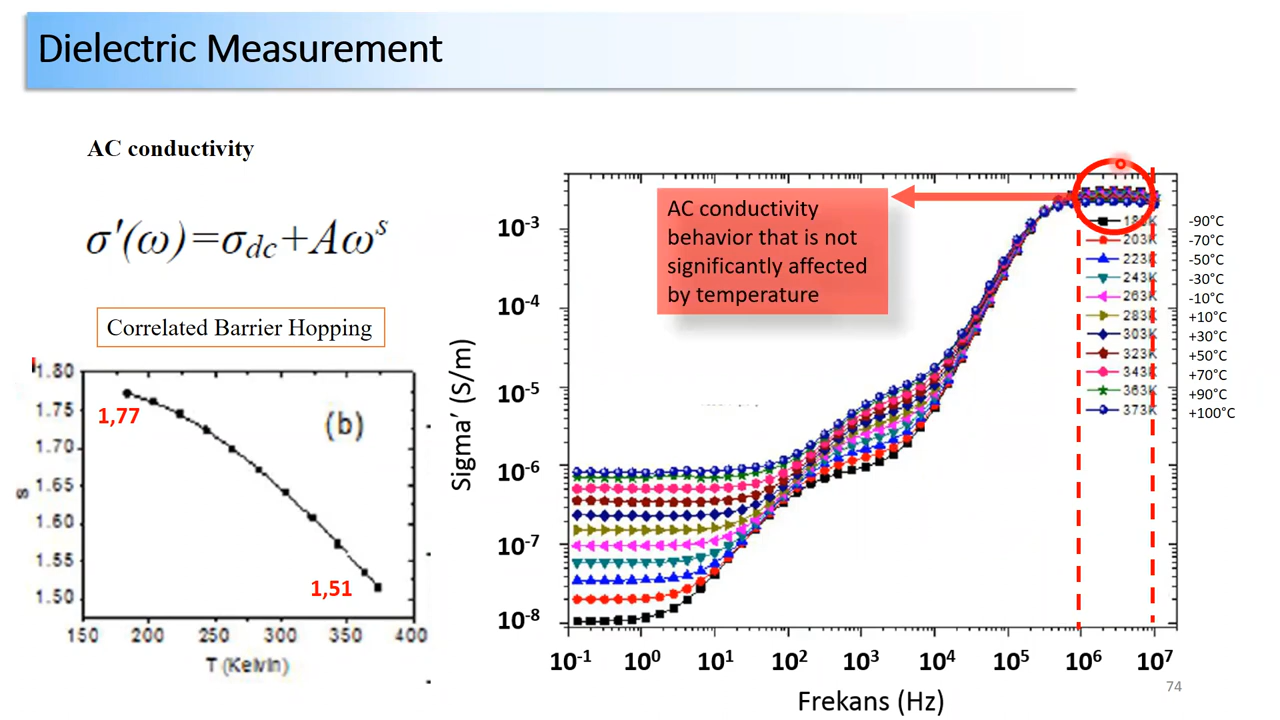 Dielectric Measurement
AC conductivity
σ'(ω)=σdc+Aω^s
Correlated Barrier Hopping
1.80
1.75
1.70
1.65
1.60
1.55
1.50
s
(b)
1,77
1,51
150 200 250 300 350 400
T (Kelvin)
AC conductivity
behavior that is not
significantly affected
by temperature
Sigma’ (S/m)
10^-3
10^-4
10^-5
10^-6
10^-7
10^-8
10^-1 10^0 10^1 10^2 10^3 10^4 10^5 10^6 10^7
Frekans (Hz)
183K -90°C
203K -70°C
223K -50°C
243K -30°C
263K -10°C
283K +10°C
303K +30°C
323K +50°C
343K +70°C
363K +90°C
373K +100°C
74